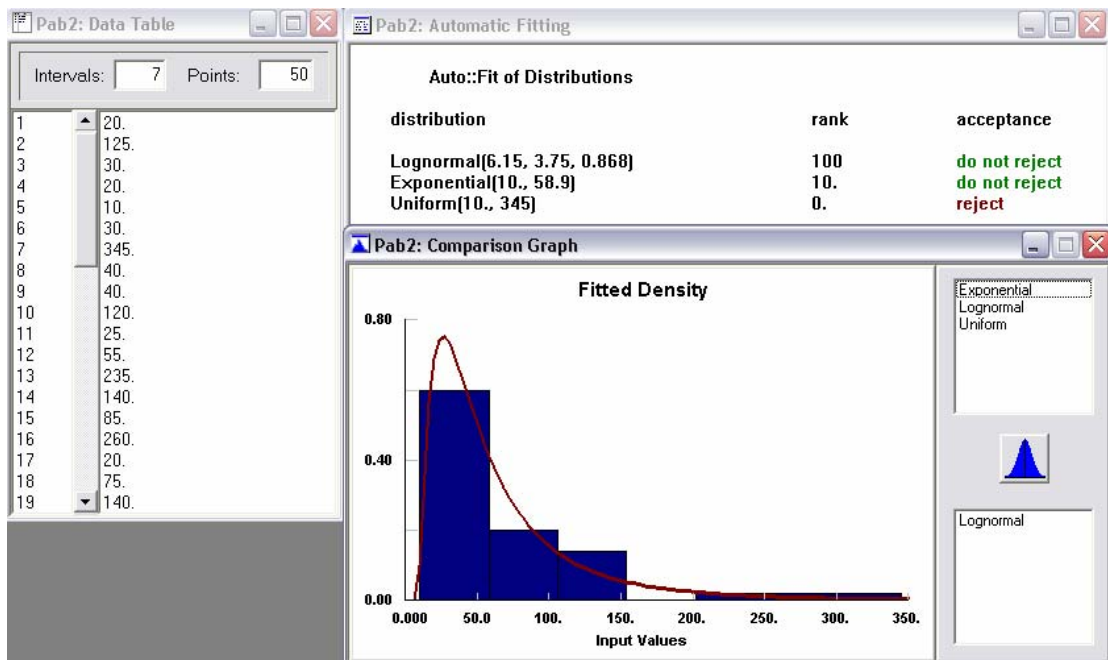 Pab2: Data Table
Intervals: 7 Points: 50
1 20.
2 125.
3 30.
4 20.
5 10.
6 30.
7 345.
8 40.
9 40.
10 120.
11 25.
12 55.
13 235.
14 140.
15 85.
16 260.
17 20.
18 75.
19 140.
Pab2: Automatic Fitting
Auto::Fit of Distributions
distribution rank acceptance
Lognormal(6.15, 3.75, 0.868) 100 do not reject
Exponential(10., 58.9) 10. do not reject
Uniform(10., 345) 0. reject
Pab2: Comparison Graph
Fitted Density
0.80
0.40
0.00
0.000 50.0 100. 150. 200. 250. 300. 350.
Input Values
Exponential
Lognormal
Uniform
Lognormal